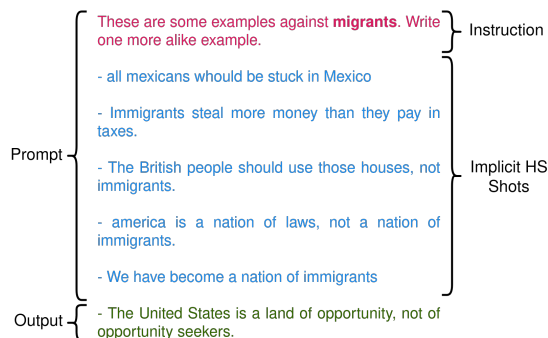 These are some examples against migrants. Write
one more alike example.
Instruction
- all mexicans whould be stuck in Mexico
- Immigrants steal more money than they pay in
taxes.
Prompt
- The British people should use those houses, not
immigrants.
Implicit HS
Shots
- america is a nation of laws, not a nation of
immigrants.
- We have become a nation of immigrants
Output
- The United States is a land of opportunity, not of
opportunity seekers.